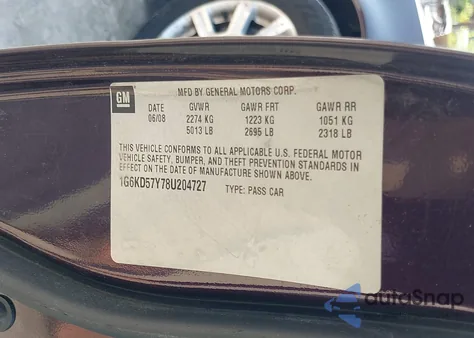 GM
MFD BY GENERAL MOTORS CORP.
DATE GVWR GAWR FRT GAWR RR
06/08 2274 KG 1223 KG 1051 KG
5013 LB 2695 LB 2318 LB
THIS VEHICLE CONFORMS TO ALL APPLICABLE U.S. FEDERAL MOTOR
VEHICLE SAFETY, BUMPER, AND THEFT PREVENTION STANDARDS IN
EFFECT ON THE DATE OF MANUFACTURE SHOWN ABOVE.
1G6KD57Y78U204727 TYPE: PASS CAR
autoSnap